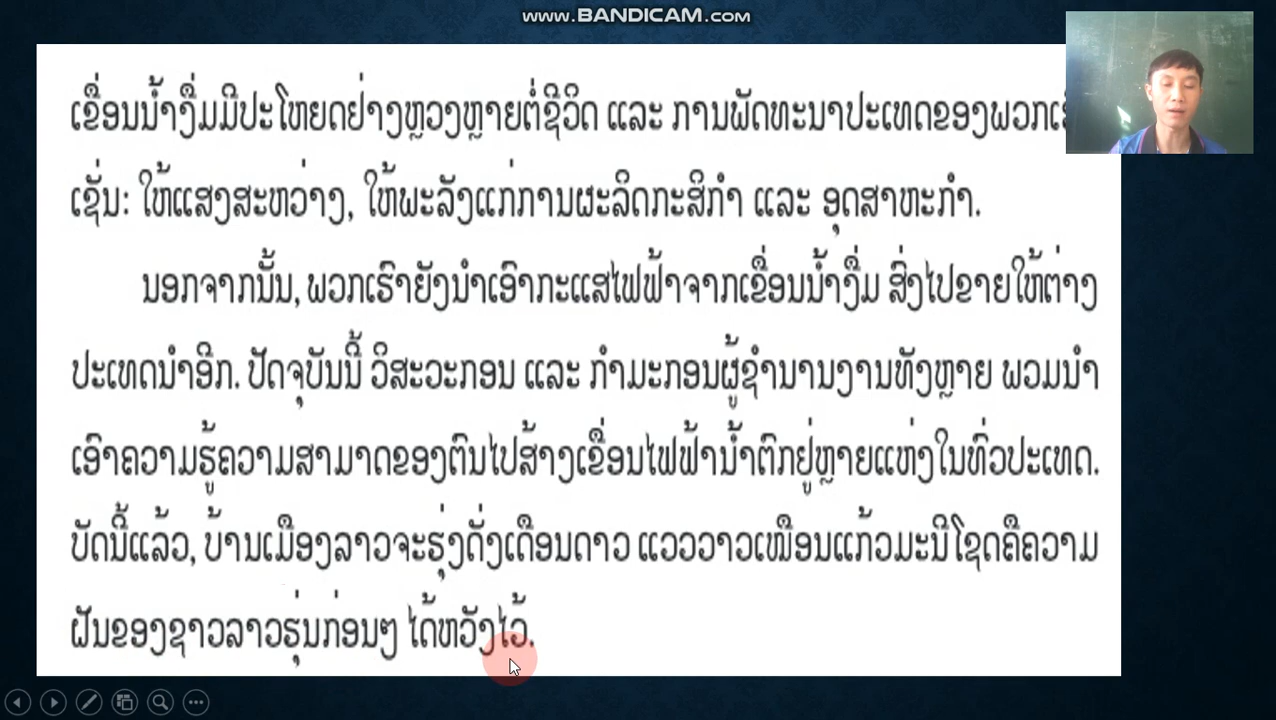 WWW.BANDICAM.COM
ເຂື່ອນນ້ຳງື່ມມີປະໂຫຍດຢ່າງຫຼວງຫຼາຍຕໍ່ຊີວິດ ແລະ ການພັດທະນາປະເທດຂອງພວກ
ເຊັ່ນ: ໃຫ້ແສງສະຫວ່າງ, ໃຫ້ພະລັງແກ່ການຜະລິດກະສິກຳ ແລະ ອຸດສາຫະກຳ.
ນອກຈາກນັ້ນ, ພວກເຮົາຍັງນຳເອົາກະແສໄຟຟ້າຈາກເຂື່ອນນ້ຳງື່ມ ສົ່ງໄປຂາຍໃຫ້ຕ່າງ
ປະເທດນຳອີກ. ປັດຈຸບັນນີ້ ວິສະວະກອນ ແລະ ກຳມະກອນຜູ້ຊຳນານງານທັງຫຼາຍ ພວມນຳ
ເອົາຄວາມຮູ້ຄວາມສາມາດຂອງຕົນໄປສ້າງເຂື່ອນໄຟຟ້ານ້ຳຕົກຢູ່ຫຼາຍແຫ່ງໃນທົ່ວປະເທດ.
ບັດນີ້ແລ້ວ, ບ້ານເມືອງລາວຈະຮຸ່ງດັ່ງເດືອນດາວ ແວວວາວເໝືອນແກ້ວມະນີໂຊດຄືຄວາມ
ຝັນຂອງຊາວລາວຮຸ່ນກ່ອນໆ ໄດ້ຫວັງໄວ້.